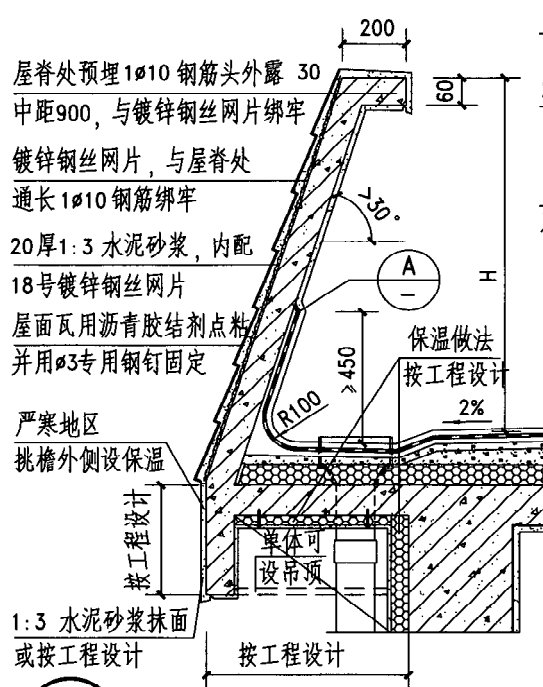 200
屋脊处预埋1ø10 钢筋头外露 30
中距900，与镀锌钢丝网片绑牢
60
镀锌钢丝网片，与屋脊处
通长1ø10钢筋绑牢
>30°
20厚1:3 水泥砂浆，内配
18号镀锌钢丝网片
A
—
H
屋面瓦用沥青胶结剂点粘
并用ø3专用钢钉固定
≥450
保温做法
按工程设计
R100
2%
严寒地区
挑檐外侧设保温
按工程设计
单体可
设吊顶
1:3 水泥砂浆抹面
或按工程设计
按工程设计